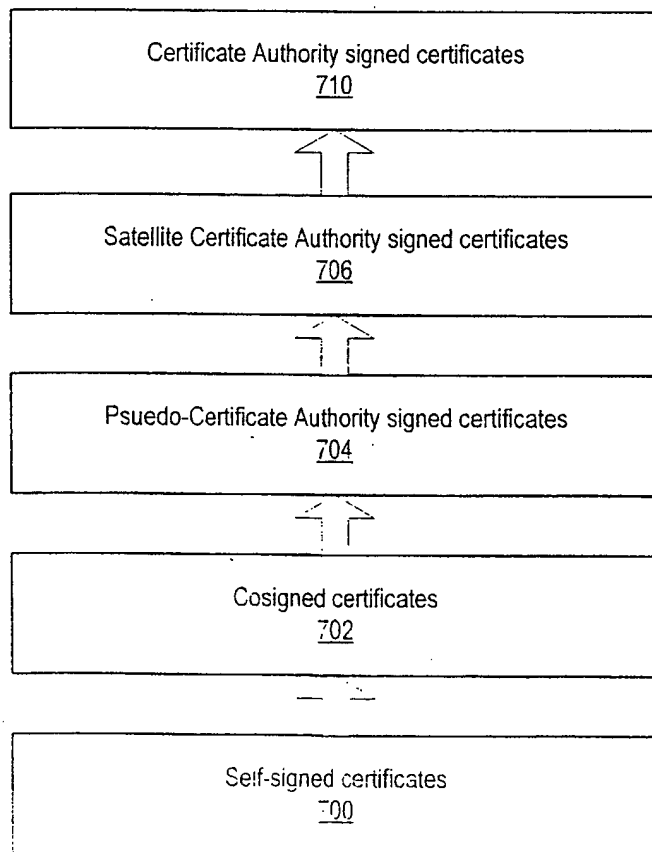 Certificate Authority signed certificates
710
Satellite Certificate Authority signed certificates
706
Psuedo-Certificate Authority signed certificates
704
Cosigned certificates
702
Self-signed certificates
700